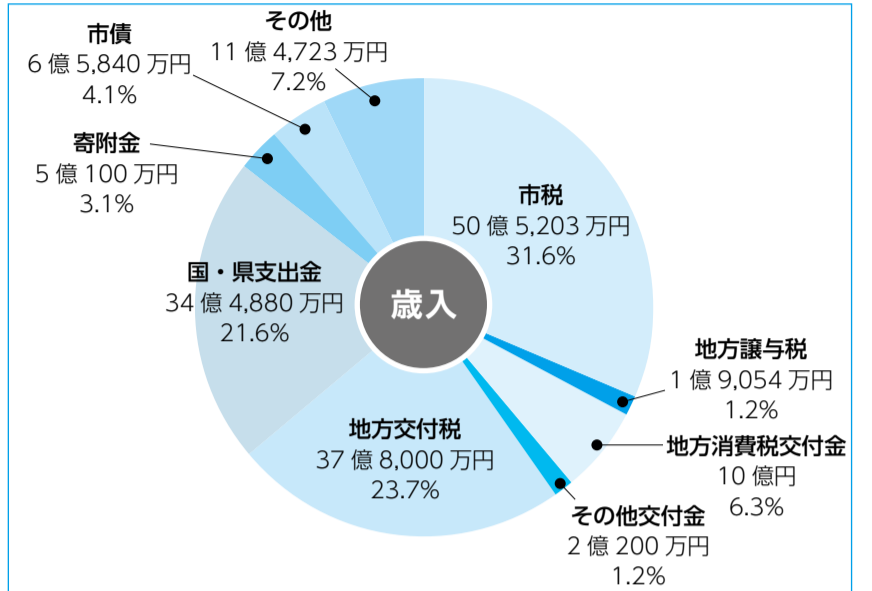 その他
11 億 4,723 万円
7.2%
市債
6 億 5,840 万円
4.1%
寄附金
5 億 100 万円
3.1%
市税
50 億 5,203 万円
31.6%
国・県支出金
34 億 4,880 万円
21.6%
歳入
地方譲与税
1 億 9,054 万円
1.2%
地方交付税
37 億 8,000 万円
23.7%
地方消費税交付金
10 億円
6.3%
その他交付金
2 億 200 万円
1.2%